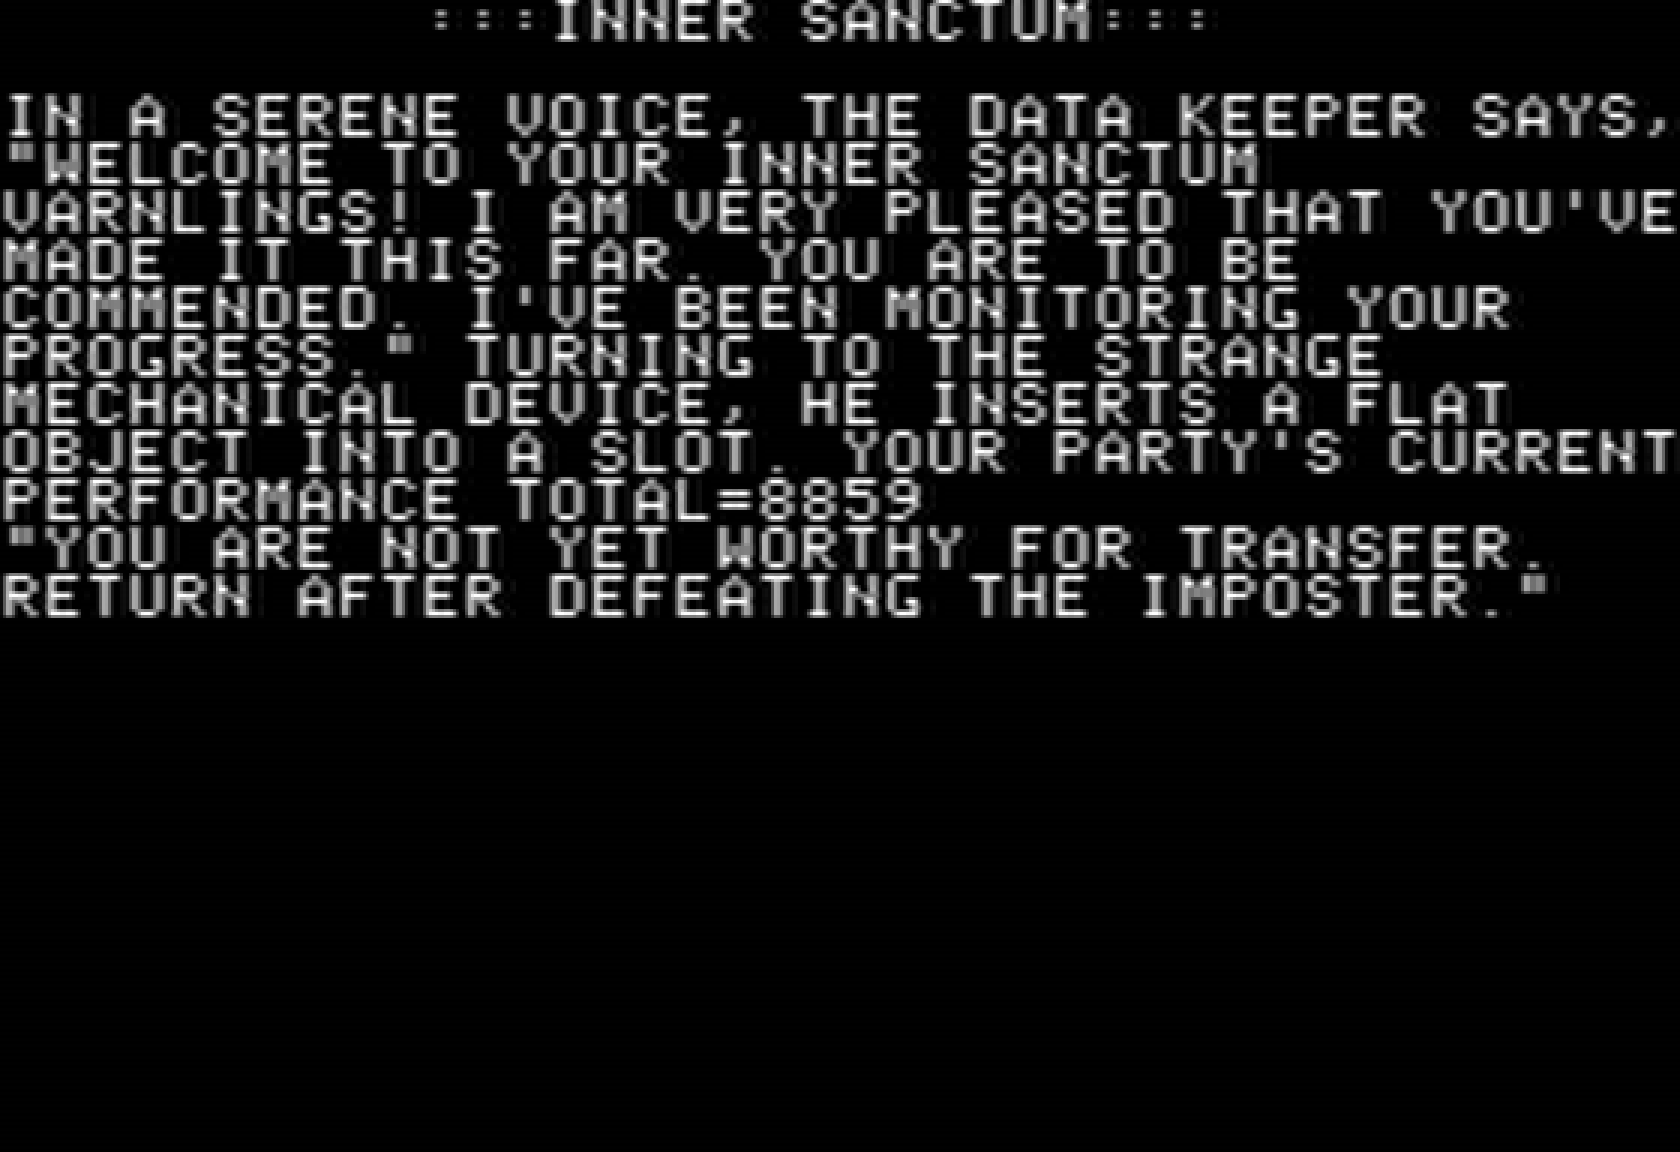 :::INNER SANCTUM:::
IN A SERENE VOICE, THE DATA KEEPER SAYS,
"WELCOME TO YOUR INNER SANCTUM
VARNLINGS! I AM VERY PLEASED THAT YOU'VE
MADE IT THIS FAR. YOU ARE TO BE
COMMENDED. I'VE BEEN MONITORING YOUR
PROGRESS." TURNING TO THE STRANGE
MECHANICAL DEVICE, HE INSERTS A FLAT
OBJECT INTO A SLOT. YOUR PARTY'S CURRENT
PERFORMANCE TOTAL=8859
"YOU ARE NOT YET WORTHY FOR TRANSFER.
RETURN AFTER DEFEATING THE IMPOSTER."